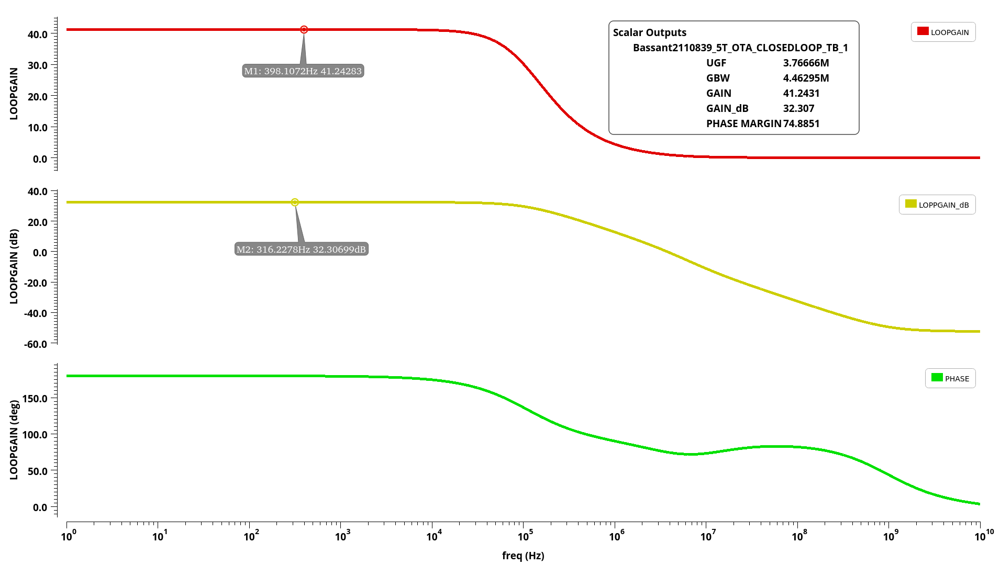 LOOPGAIN
40.0
30.0
20.0
10.0
0.0
M1: 398.1072Hz 41.24283
Scalar Outputs
Bassant2110839_5T_OTA_CLOSEDLOOP_TB_1
UGF 3.76666M
GBW 4.46295M
GAIN 41.2431
GAIN_dB 32.307
PHASE MARGIN 74.8851
LOOPGAIN
LOOPGAIN (dB)
40.0
20.0
0.0
-20.0
-40.0
-60.0
M2: 316.2278Hz 32.30699dB
LOPPGAIN_dB
LOOPGAIN (deg)
150.0
100.0
50.0
0.0
PHASE
10^0 10^1 10^2 10^3 10^4 10^5 10^6 10^7 10^8 10^9 10^10
freq (Hz)